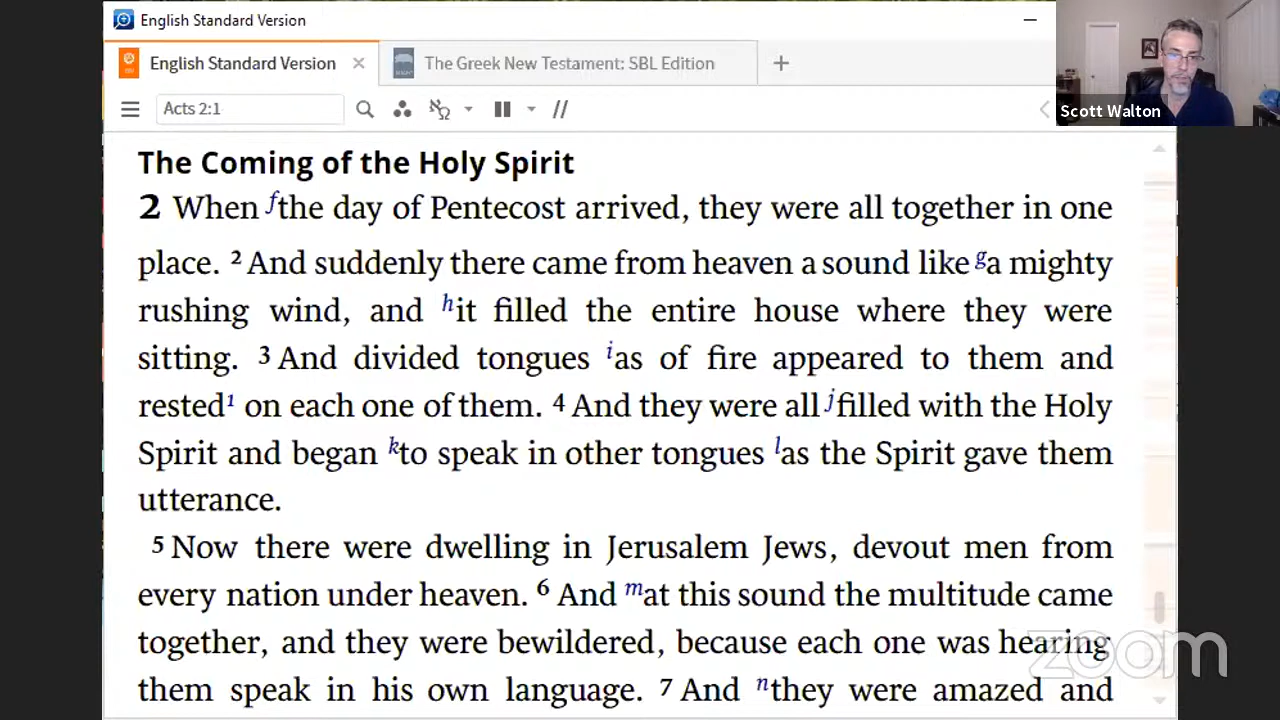 English Standard Version
English Standard Version
The Greek New Testament: SBL Edition
Acts 2:1
Scott Walton
The Coming of the Holy Spirit
2 When f the day of Pentecost arrived, they were all together in one
place. 2 And suddenly there came from heaven a sound like g a mighty
rushing wind, and h it filled the entire house where they were
sitting. 3 And divided tongues i as of fire appeared to them and
rested1 on each one of them. 4 And they were all j filled with the Holy
Spirit and began k to speak in other tongues l as the Spirit gave them
utterance.
5 Now there were dwelling in Jerusalem Jews, devout men from
every nation under heaven. 6 And m at this sound the multitude came
together, and they were bewildered, because each one was hearing
them speak in his own language. 7 And n they were amazed and
zoom